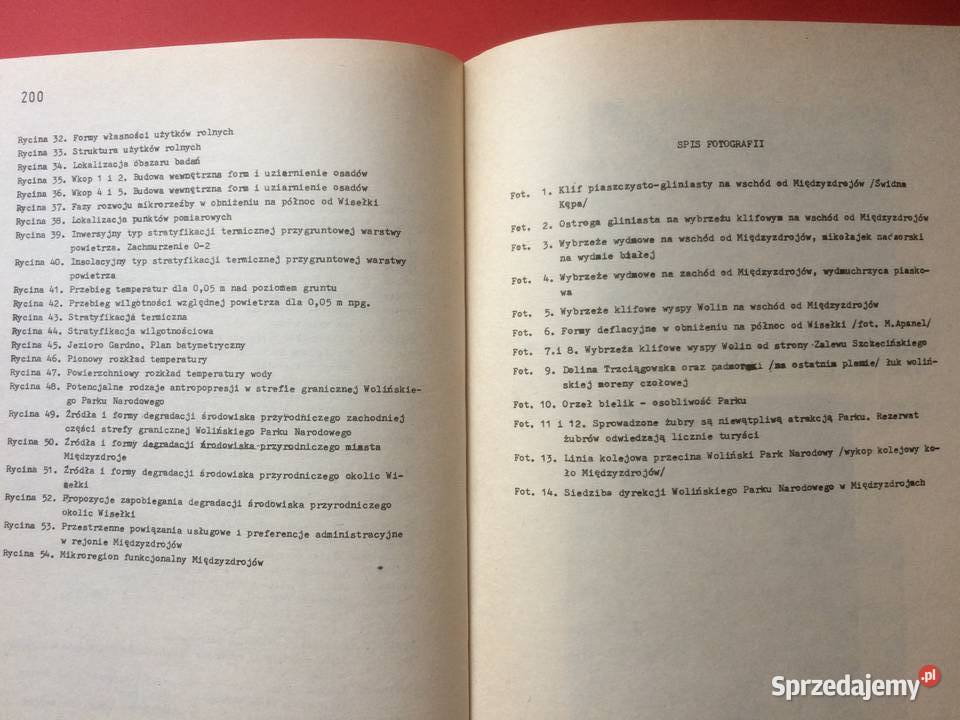 200
Rycina 32. Formy własności użytków rolnych
Rycina 33. Struktura użytków rolnych
Rycina 34. Lokalizacja obszaru badań
Rycina 35. Wkop 1 i 2. Budowa wewnętrzna form i uziarnienie osadów
Rycina 36. Wkop 4 i 5. Budowa wewnętrzna form i uziarnienie osadów
Rycina 37. Fazy rozwoju mikrorzeźby w obniżeniu na północ od Wisełki
Rycina 38. Lokalizacja punktów pomiarowych
Rycina 39. Inwersyjny typ stratyfikacji termicznej przygruntowej warstwy
powietrza. Zachmurzenie 0-2
Rycina 40. Insolacyjny typ stratyfikacji termicznej przygruntowej warstwy
powietrza
Rycina 41. Przebieg temperatur dla 0,05 m nad poziomem gruntu
Rycina 42. Przebieg wilgotności względnej powietrza dla 0,05 m npg.
Rycina 43. Stratyfikacja termiczna
Rycina 44. Stratyfikacja wilgotnościowa
Rycina 45. Jezioro Gardno, Plan batymetryczny
Rycina 46. Pionowy rozkład temperatury
Rycina 47. Powierzchniowy rozkład temperatury wody
Rycina 48. Potencjalne rodzaje antropopresji w strefie granicznej Wolińskie-
go Parku Narodowego
Rycina 49. Źródła i formy degradacji środowiska przyrodniczego zachodniej
części strefy granicznej Wolińskiego Parku Narodowego
Rycina 50. Źródła i formy degradacji środowiska przyrodniczego miasta
Międzyzdroje
Rycina 51. Źródła i formy degradacji środowiska przyrodniczego okolic Wi-
sełki
Rycina 52. Propozycje zapobiegania degradacji środowiska przyrodniczego
okolic Wisełki
Rycina 53. Przestrzenne powiązania usługowe i preferencje administracyjne
w rejonie Międzyzdrojów
Rycina 54. Mikroregion funkcjonalny Międzyzdrojów
SPIS FOTOGRAFII
Fot. 1. Klif piaszczysto-gliniasty na wschód od Międzyzdrojów /Świdna
Kępa/
Fot. 2. Ostroga gliniasta na wybrzeżu klifowym na wschód od Międzyzdrojów
Fot. 3. Wybrzeże wydmowe na wschód od Międzyzdrojów, mikołajek nadmorski
na wydmie białej
Fot. 4. Wybrzeże wydmowe na zachód od Międzyzdrojów, wydmuchrzyca piasko-
wa
Fot. 5. Wybrzeże klifowe wyspy Wolin na wschód od Międzyzdrojów
Fot. 6. Formy deflacyjne w obniżeniu na północ od Wisełki /fot. M.Apanel/
Fot. 7.i 8. Wybrzeża klifowe wyspy Wolin od strony Zalewu Szczecińskiego
Fot. 9. Dolina Trzciągowska oraz nadmorski /na ostatnim planie/ łuk woliń-
skiej moreny czołowej
Fot. 10. Orzeł bielik - osobliwość Parku
Fot. 11 i 12. Sprowadzone żubry są niewątpliwą atrakcją Parku. Rezerwat
żubrów odwiedzają licznie turyści
Fot. 13. Linia kolejowa przecina Woliński Park Narodowy /wykop kolejowy ko-
ło Międzyzdrojów/
Fot. 14. Siedziba dyrekcji Wolińskiego Parku Narodowego w Międzyzdrojach
Sprzedajemy.pl